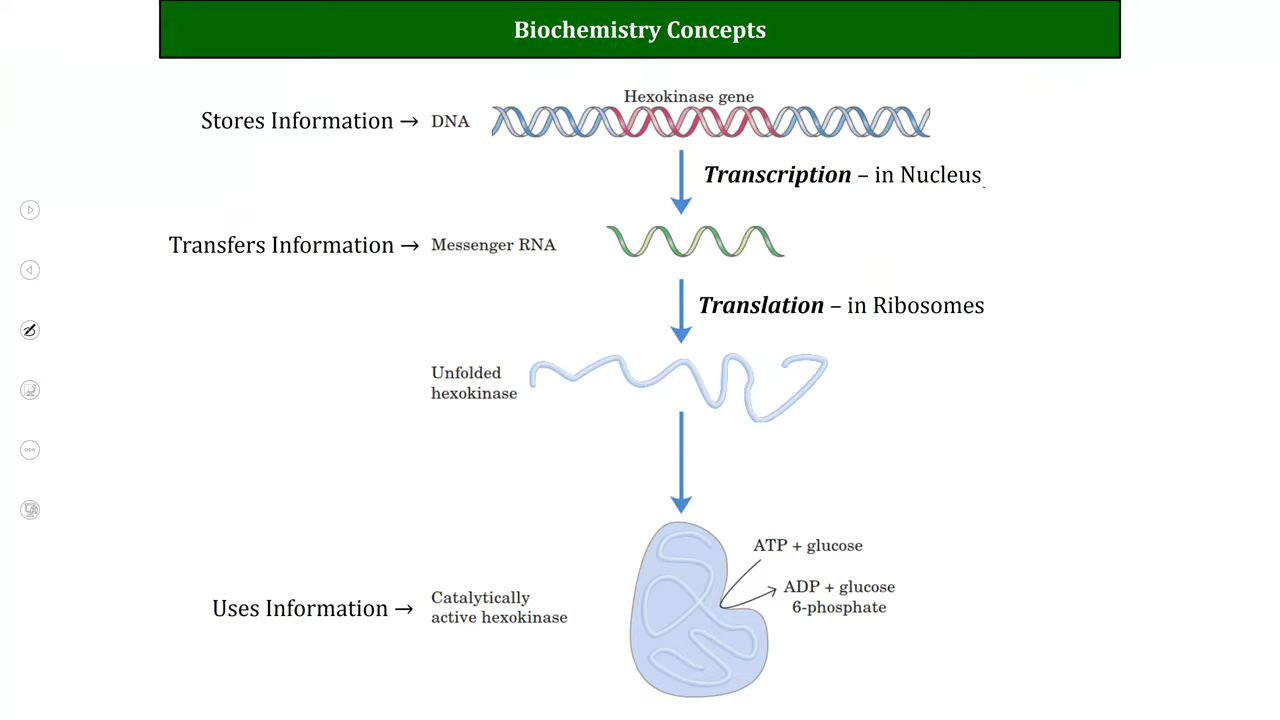 Biochemistry Concepts
Hexokinase gene
Stores Information → DNA
Transcription – in Nucleus
Transfers Information → Messenger RNA
Translation – in Ribosomes
Unfolded
hexokinase
ATP + glucose
ADP + glucose
6-phosphate
Uses Information → Catalytically
active hexokinase